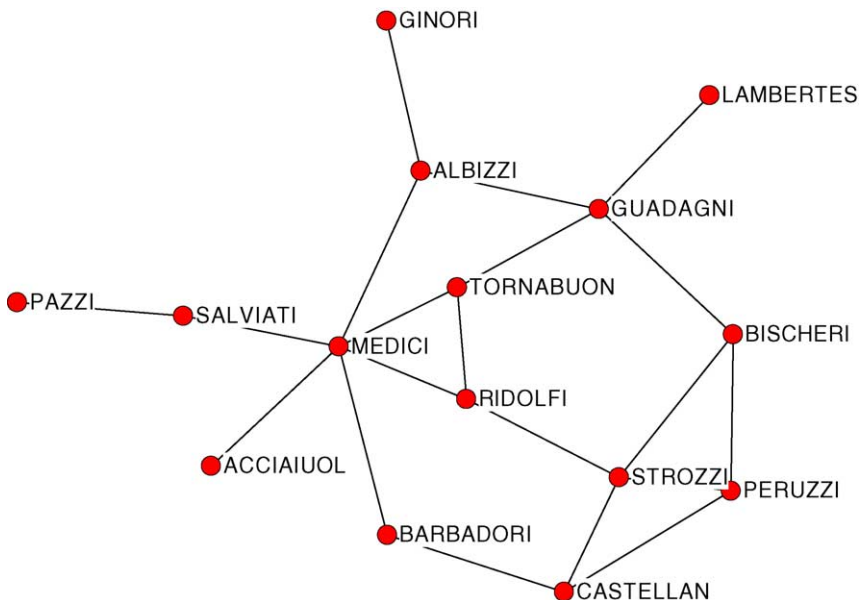 GINORI
LAMBERTES
ALBIZZI
GUADAGNI
TORNABUON
PAZZI
SALVIATI
BISCHERI
MEDICI
RIDOLFI
ACCIAIUOL
STROZZI
PERUZZI
BARBADORI
CASTELLAN